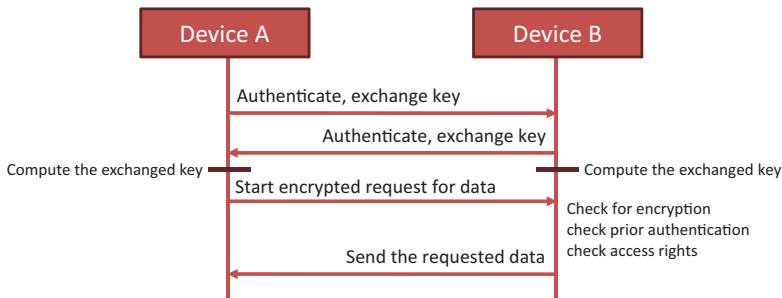 Device A
Device B
Authenticate, exchange key
Authenticate, exchange key
Compute the exchanged key
Compute the exchanged key
Start encrypted request for data
Check for encryption
check prior authentication
check access rights
Send the requested data